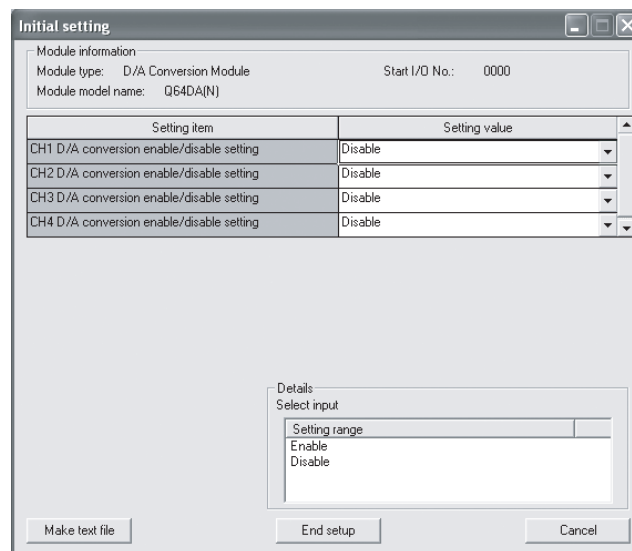 Initial setting
Module information
Module type: D/A Conversion Module Start I/O No.: 0000
Module model name: Q64DA(N)
Setting item Setting value
CH1 D/A conversion enable/disable setting Disable
CH2 D/A conversion enable/disable setting Disable
CH3 D/A conversion enable/disable setting Disable
CH4 D/A conversion enable/disable setting Disable
Details
Select input
Setting range
Enable
Disable
Make text file End setup Cancel